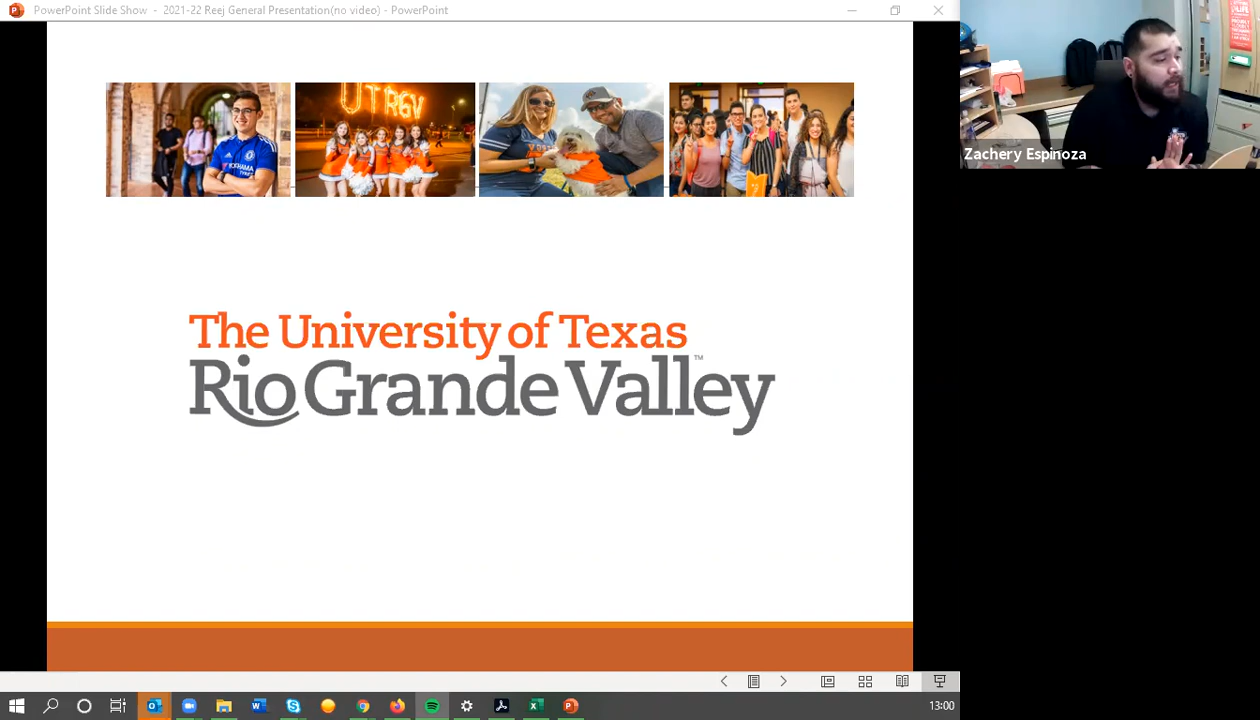 PowerPoint Slide Show - 2021-22 Reej General Presentation(no video) - PowerPoint
UTRGV
Zachery Espinoza
The University of Texas
Rio Grande Valley™
13:00